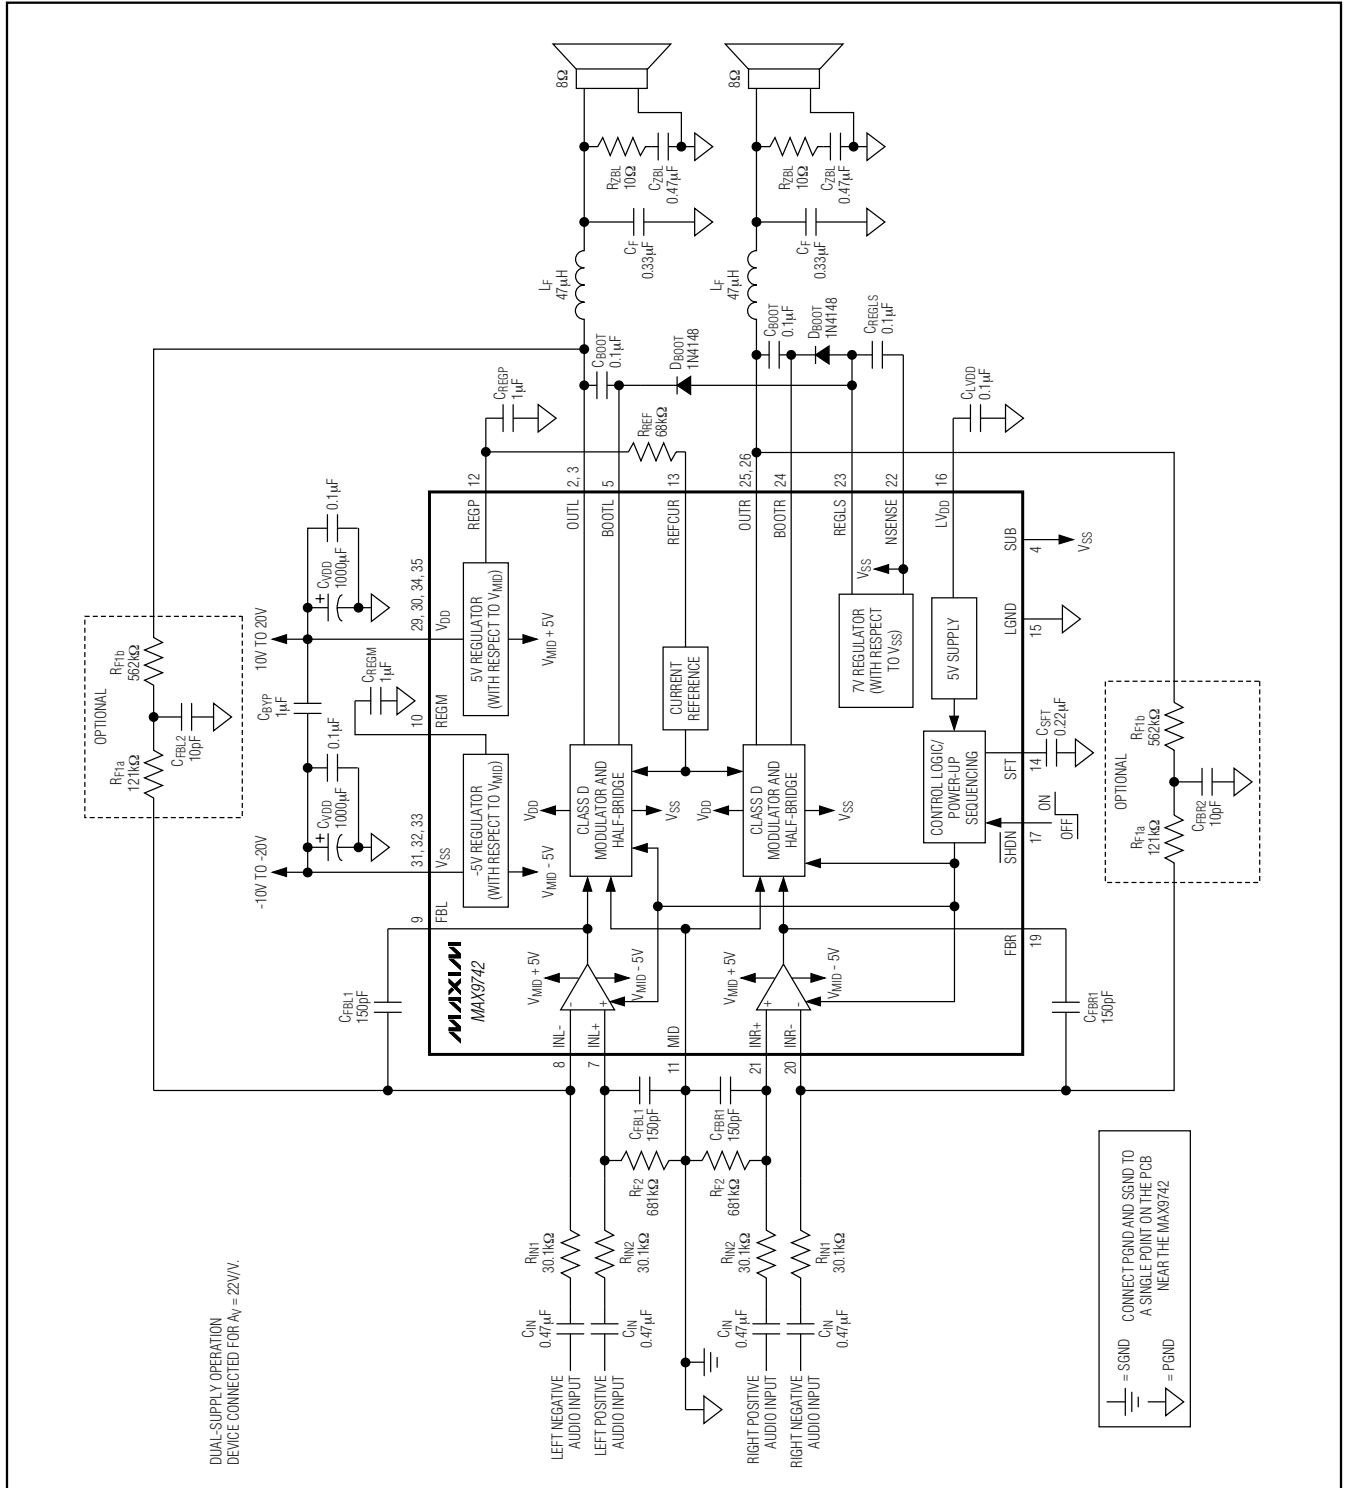 8Ω
8Ω
RZBL
10Ω
CZBL
0.47µF
RZBL
10Ω
CZBL
0.47µF
CF
0.33µF
CF
0.33µF
LF
47µH
LF
47µH
CBOOT
0.1µF
DBOOT
1N4148
CBOOT
0.1µF
DBOOT
1N4148
CREGLS
0.1µF
CREGP
1µF
RREF
68kΩ
CLVDD
0.1µF
12
2, 3
5
13
25, 26
24
23
22
16
REGP
OUTL
BOOTL
REFCUR
OUTR
BOOTR
REGLS
NSENSE
LVDD
0.1µF
CVDD
1000µF
29, 30, 34, 35
VDD
10V TO 20V
5V REGULATOR
(WITH RESPECT TO VMID)
VMID + 5V
CREGM
1µF
10
REGM
CBYP
1µF
0.1µF
CVDD
1000µF
31, 32, 33
VSS
-10V TO -20V
-5V REGULATOR
(WITH RESPECT TO VMID)
VMID - 5V
OPTIONAL
RF1b
562kΩ
CFBL2
10pF
RF1a
121kΩ
CURRENT
REFERENCE
VSS
7V REGULATOR
(WITH RESPECT
TO VSS)
5V SUPPLY
SUB
4
VSS
LGND
15
VDD
CLASS D
MODULATOR AND
HALF-BRIDGE
VSS
VDD
CLASS D
MODULATOR AND
HALF-BRIDGE
VSS
CONTROL LOGIC/
POWER-UP
SEQUENCING
SFT
14
CSFT
0.22µF
SHDN
17
ON
OFF
OPTIONAL
RF1b
562kΩ
CFBR2
10pF
RF1a
121kΩ
9
FBL
FBR
19
CFBL1
150pF
MAXIM
MAX9742
VMID + 5V
VMID - 5V
-
+
VMID + 5V
VMID - 5V
+
-
CFBR1
150pF
INL-
INL+
MID
INR+
INR-
8
7
11
21
20
CFBL1
150pF
CFBR1
150pF
RF2
681kΩ
RF2
681kΩ
RIN1
30.1kΩ
RIN2
30.1kΩ
RIN2
30.1kΩ
RIN1
30.1kΩ
CIN
0.47µF
CIN
0.47µF
CIN
0.47µF
CIN
0.47µF
LEFT NEGATIVE
AUDIO INPUT
LEFT POSITIVE
AUDIO INPUT
RIGHT POSITIVE
AUDIO INPUT
RIGHT NEGATIVE
AUDIO INPUT
DUAL-SUPPLY OPERATION
DEVICE CONNECTED FOR AV = 22V/V.
= SGND
= PGND
CONNECT PGND AND SGND TO
A SINGLE POINT ON THE PCB
NEAR THE MAX9742